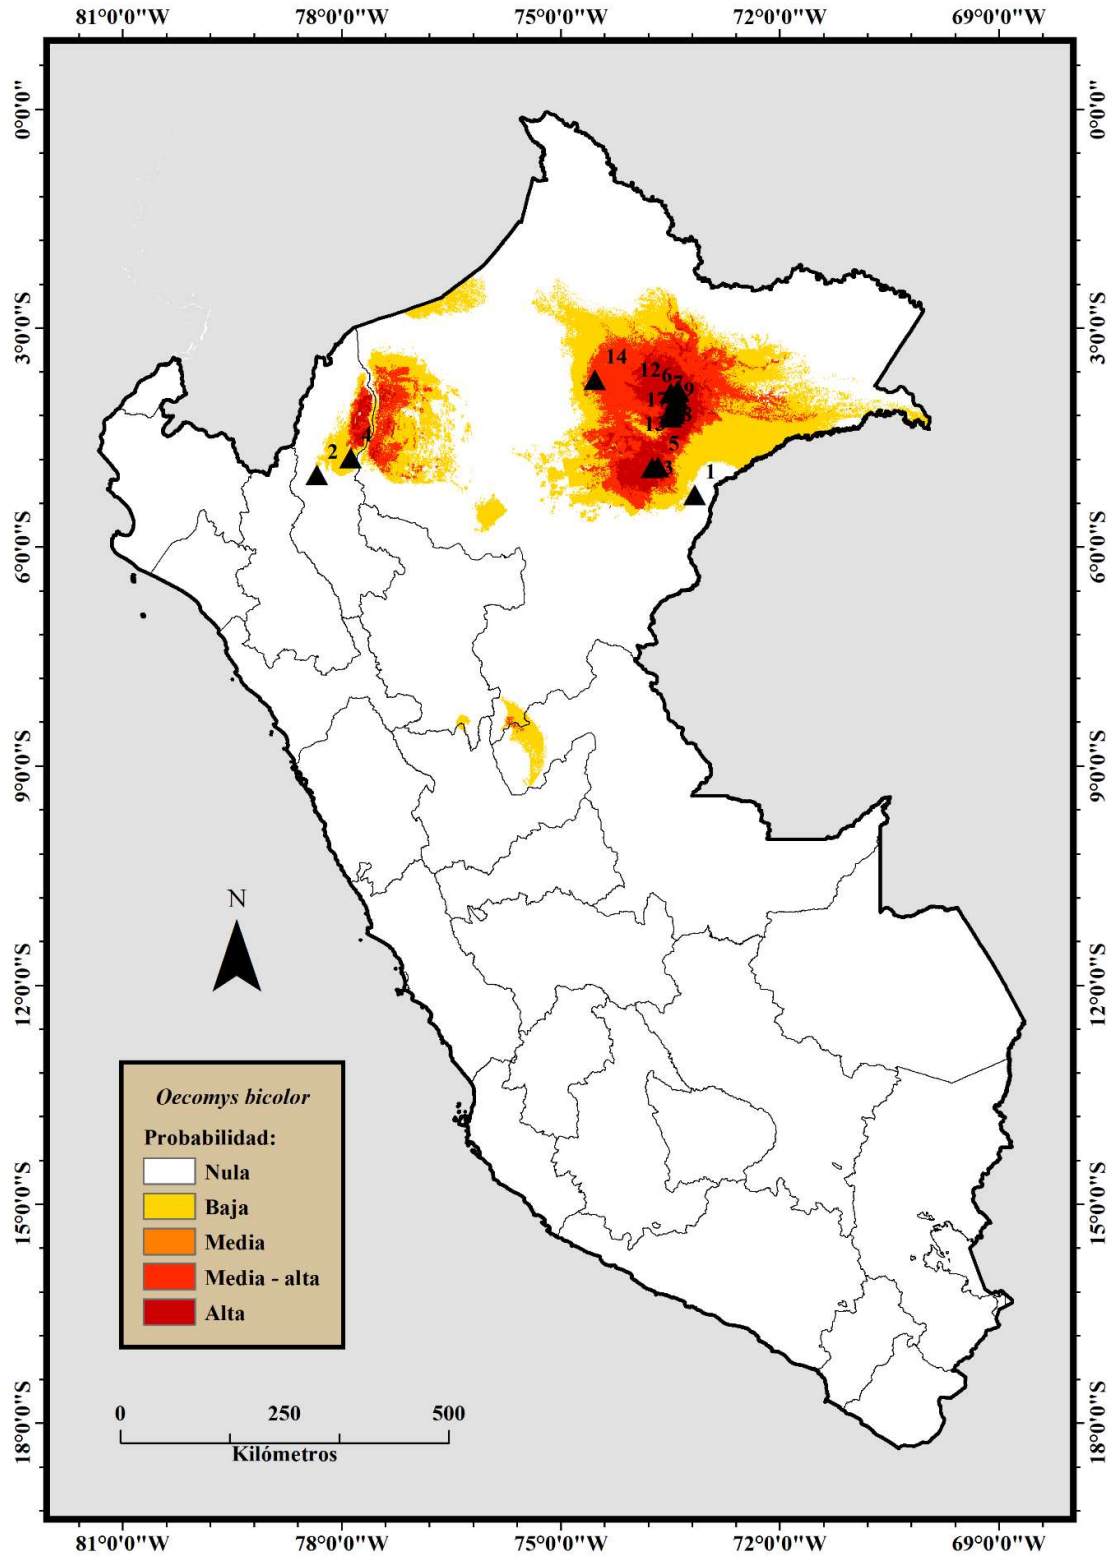 81°0'0"W 78°0'0"W 75°0'0"W 72°0'0"W 69°0'0"W
0°0'0" 0°0'0"
3°0'0"S 3°0'0"S
14 12 6 7 9
17 8
13
4 5
2 3 1
6°0'0"S 6°0'0"S
9°0'0"S 9°0'0"S
N
12°0'0"S 12°0'0"S
Oecomys bicolor
Probabilidad:
Nula
Baja
Media
Media - alta
Alta
15°0'0"S 15°0'0"S
0 250 500
Kilómetros
18°0'0"S 18°0'0"S
81°0'0"W 78°0'0"W 75°0'0"W 72°0'0"W 69°0'0"W